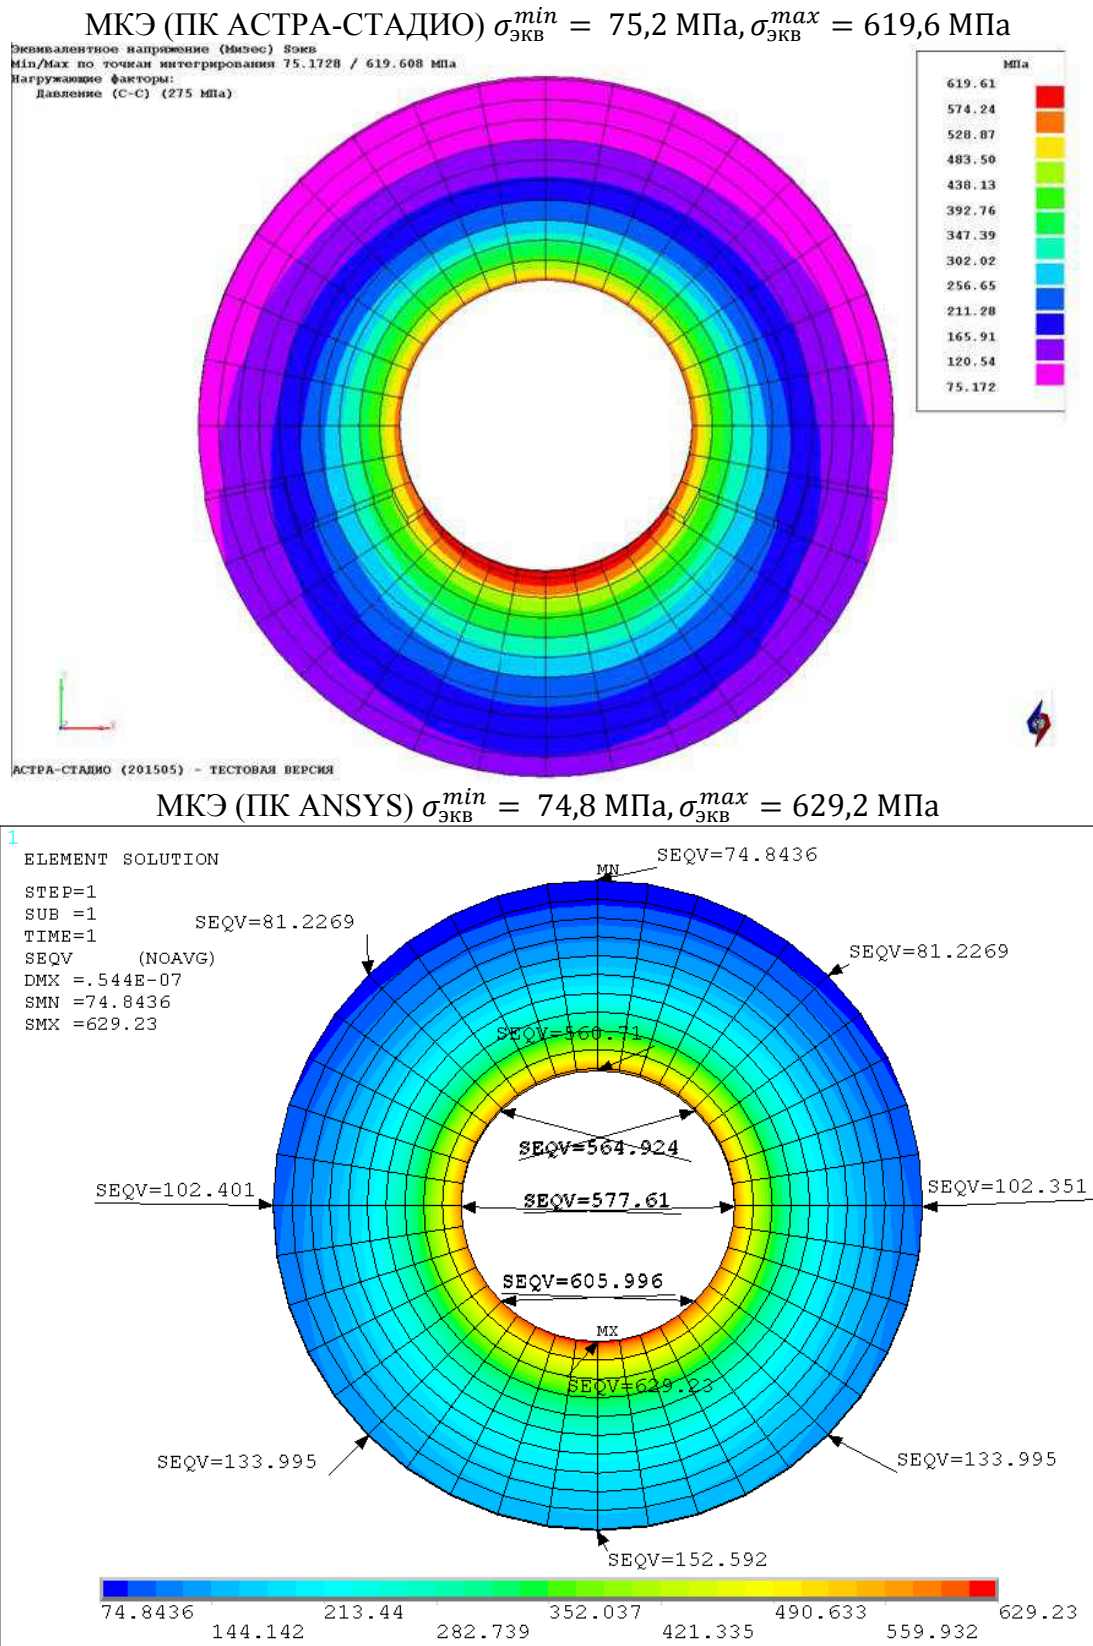 МКЭ (ПК АСТРА-СТАДИО) σ_экв^min = 75,2 МПа, σ_экв^max = 619,6 МПа
Эквивалентное напряжение (Мизес) Sэкв
Min/Max по точкам интегрирования 75.1728 / 619.608 МПа
Нагружающие факторы:
Давление (С-С) (275 МПа)
МПа
619.61
574.24
528.87
483.50
438.13
392.76
347.39
302.02
256.65
211.28
165.91
120.54
75.172
АСТРА-СТАДИО (201505) - ТЕСТОВАЯ ВЕРСИЯ
МКЭ (ПК ANSYS) σ_экв^min = 74,8 МПа, σ_экв^max = 629,2 МПа
1
ELEMENT SOLUTION
STEP=1
SUB =1
TIME=1
SEQV (NOAVG)
DMX =.544E-07
SMN =74.8436
SMX =629.23
MN
SEQV=74.8436
SEQV=81.2269
SEQV=81.2269
SEQV=560.71
SEQV=564.924
SEQV=102.401
SEQV=577.61
SEQV=102.351
SEQV=605.996
MX
SEQV=629.23
SEQV=133.995
SEQV=133.995
SEQV=152.592
74.8436 213.44 352.037 490.633 629.23
144.142 282.739 421.335 559.932